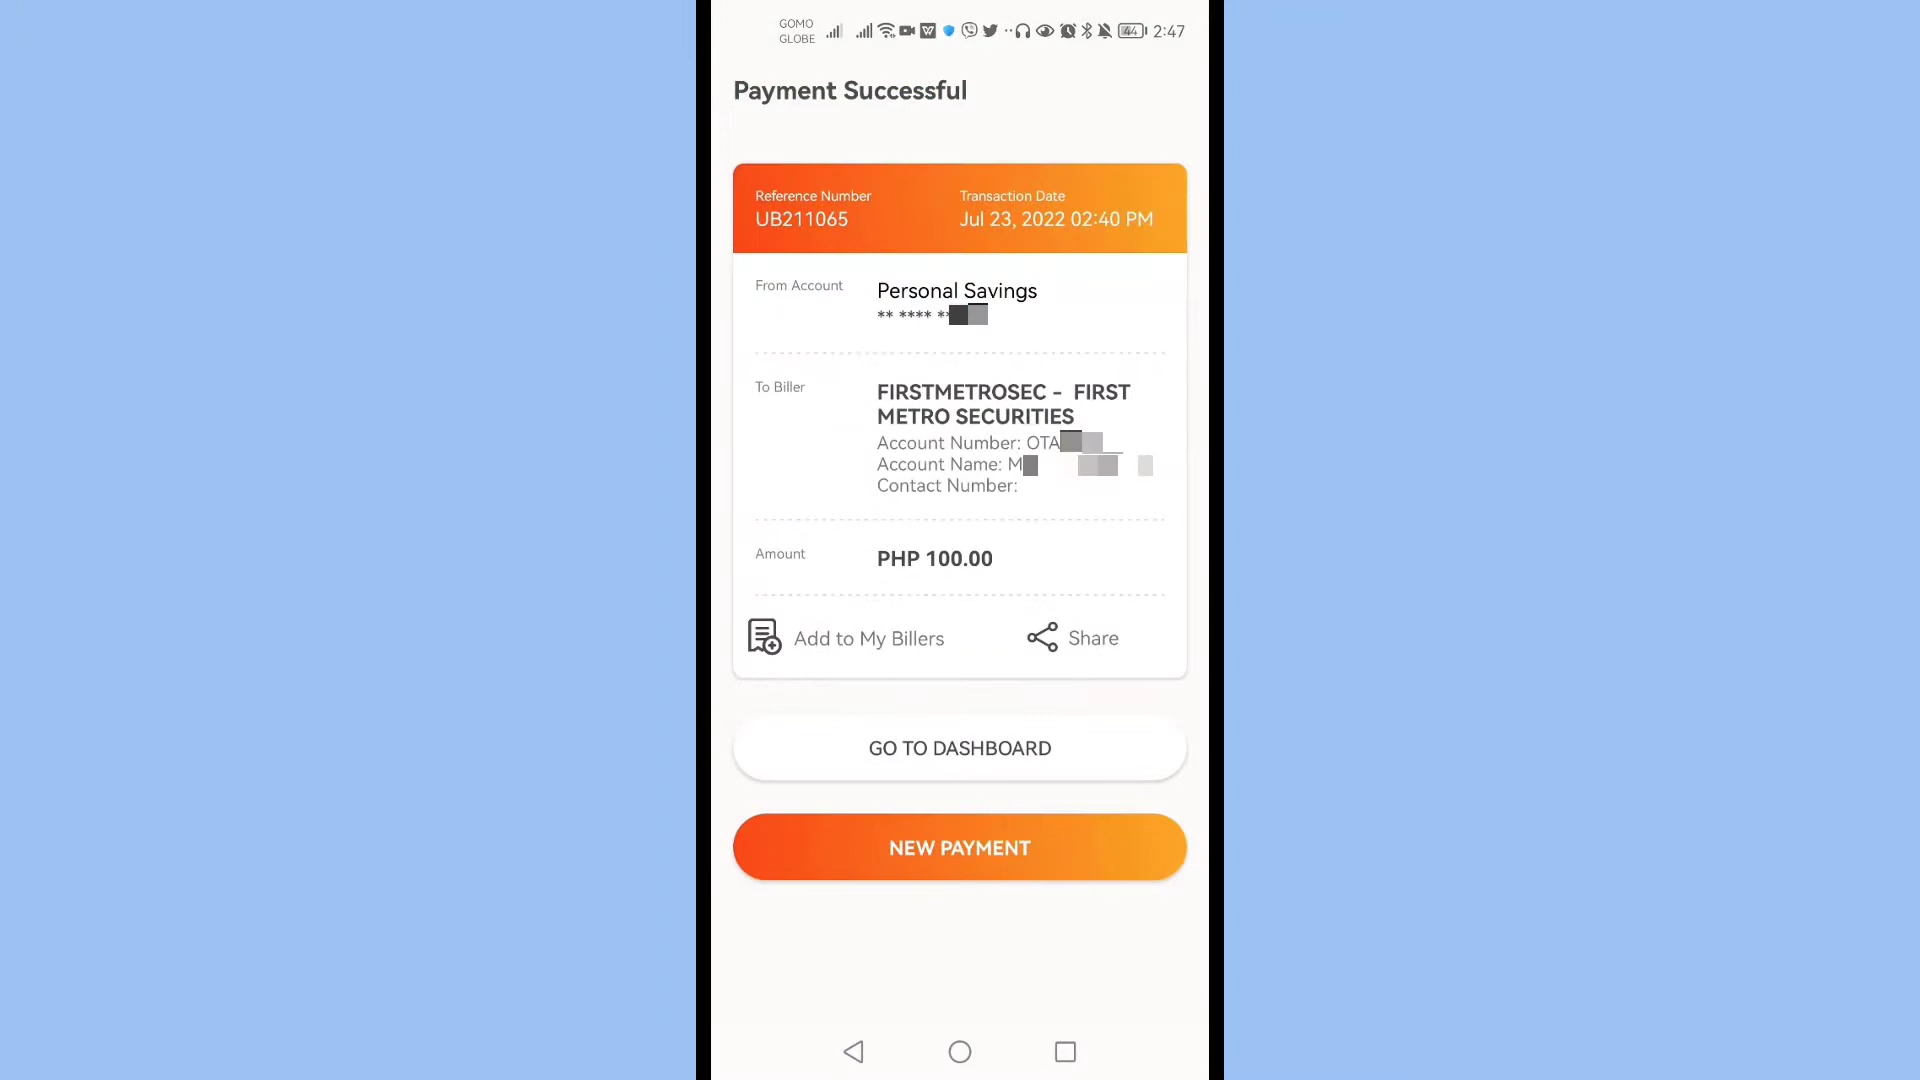 GOMO
GLOBE
44
2:47
Payment Successful
Reference Number
Transaction Date
UB211065
Jul 23, 2022 02:40 PM
From Account
Personal Savings
** **** **
To Biller
FIRSTMETROSEC - FIRST
METRO SECURITIES
Account Number: OTA
Account Name: M
Contact Number:
Amount
PHP 100.00
Add to My Billers
Share
GO TO DASHBOARD
NEW PAYMENT